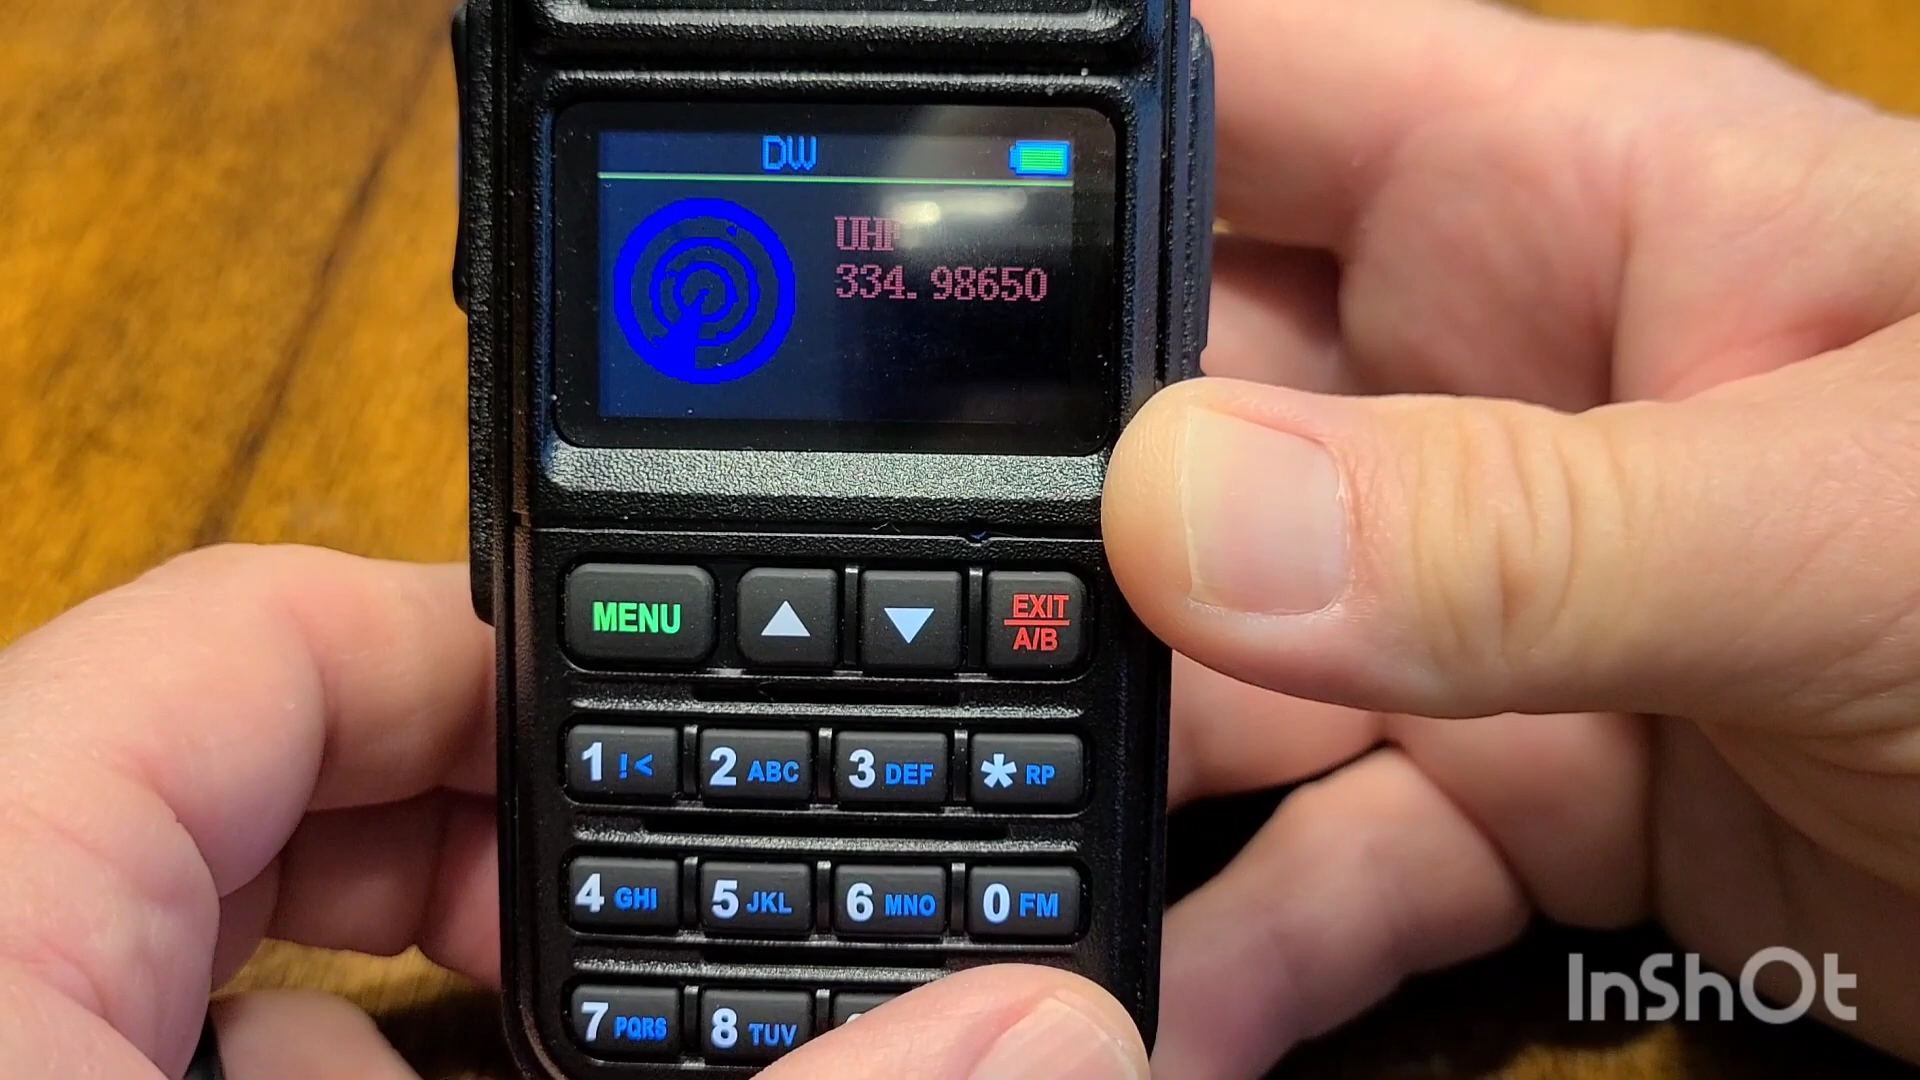 DW
UHF
334.98650
MENU
EXIT
A/B
1 !<
2 ABC
3 DEF
* RP
4 GHI
5 JKL
6 MNO
0 FM
7 PQRS
8 TUV
InShOt